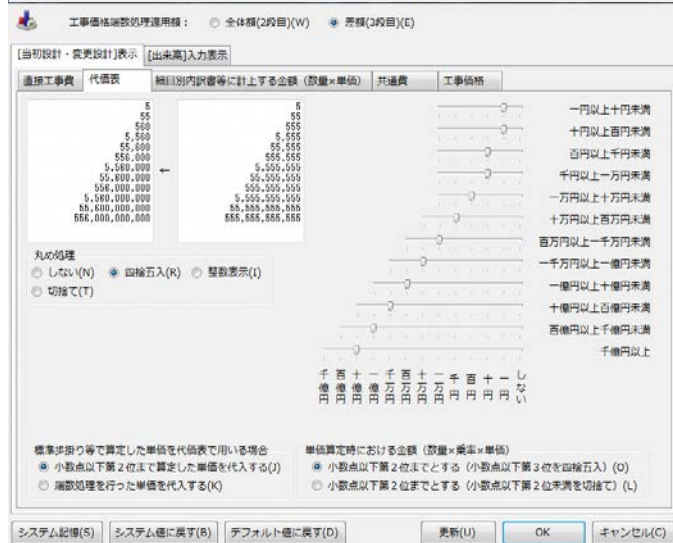 工事価格端数処理適用額： 全体額(2段目)(W) 差額(3段目)(E)
[当初設計・変更設計]表示 [出来高]入力表示
直接工事費 代価表 細目別内訳書等に計上する金額（数量×単価） 共通費 工事価格
5
55
560
5,560
55,600
556,000
5,560,000
55,600,000
556,000,000
5,560,000,000
55,600,000,000
556,000,000,000
←
5
55
555
5,555
55,555
555,555
5,555,555
55,555,555
555,555,555
5,555,555,555
55,555,555,555
555,555,555,555
一円以上十円未満
十円以上百円未満
百円以上千円未満
千円以上一万円未満
一万円以上十万円未満
十万円以上百万円未満
百万円以上一千万円未満
一千万円以上一億円未満
一億円以上十億円未満
十億円以上百億円未満
百億円以上千億円未満
千億円以上
千億円 百億円 十億円 一億円 千万円 百万円 十万円 一万円 千円 百円 十円 一円 しない
丸め処理
しない(N) 四捨五入(R) 整数表示(I)
切捨て(T)
標準歩掛り等で算定した単価を代価表で用いる場合
小数点以下第２位まで算定した単価を代入する(J)
端数処理を行った単価を代入する(K)
単価算定時における金額（数量×乗率×単価）
小数点以下第２位までとする（小数点以下第３位を四捨五入）(O)
小数点以下第２位までとする（小数点以下第２位未満を切捨て）(L)
システム記憶(S) システム値に戻す(B) デフォルト値に戻す(D) 更新(U) OK キャンセル(C)